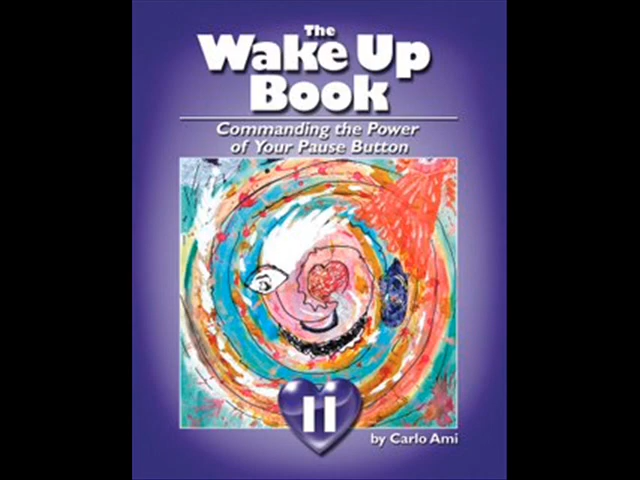 The
Wake Up
Book
Commanding the Power
of Your Pause Button
II
by Carlo Ami